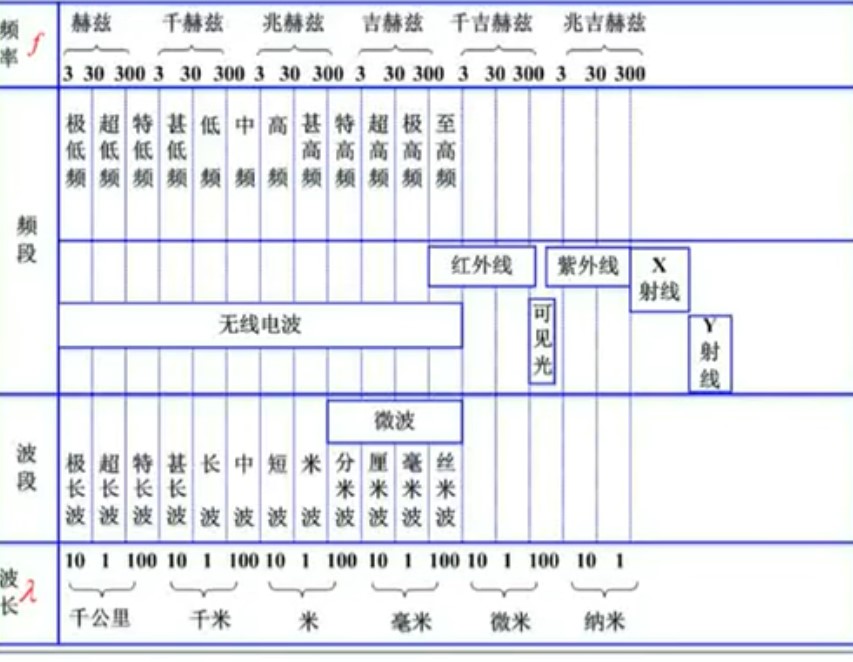 频率 f
赫兹 千赫兹 兆赫兹 吉赫兹 千吉赫兹 兆吉赫兹
3 30 300 3 30 300 3 30 300 3 30 300 3 30 300 3 30 300
频段
极低频 超低频 特低频 甚低频 低频 中频 高频 甚高频 特高频 超高频 极高频 至高频
红外线 紫外线 X射线
无线电波 可见光 Y射线
波段
微波
极长波 超长波 特长波 甚长波 长波 中波 短波 米波 分米波 厘米波 毫米波 丝米波
波长 λ
10 1 100 10 1 100 10 1 100 10 1 100 10 1 100 10 1
千公里 千米 米 毫米 微米 纳米